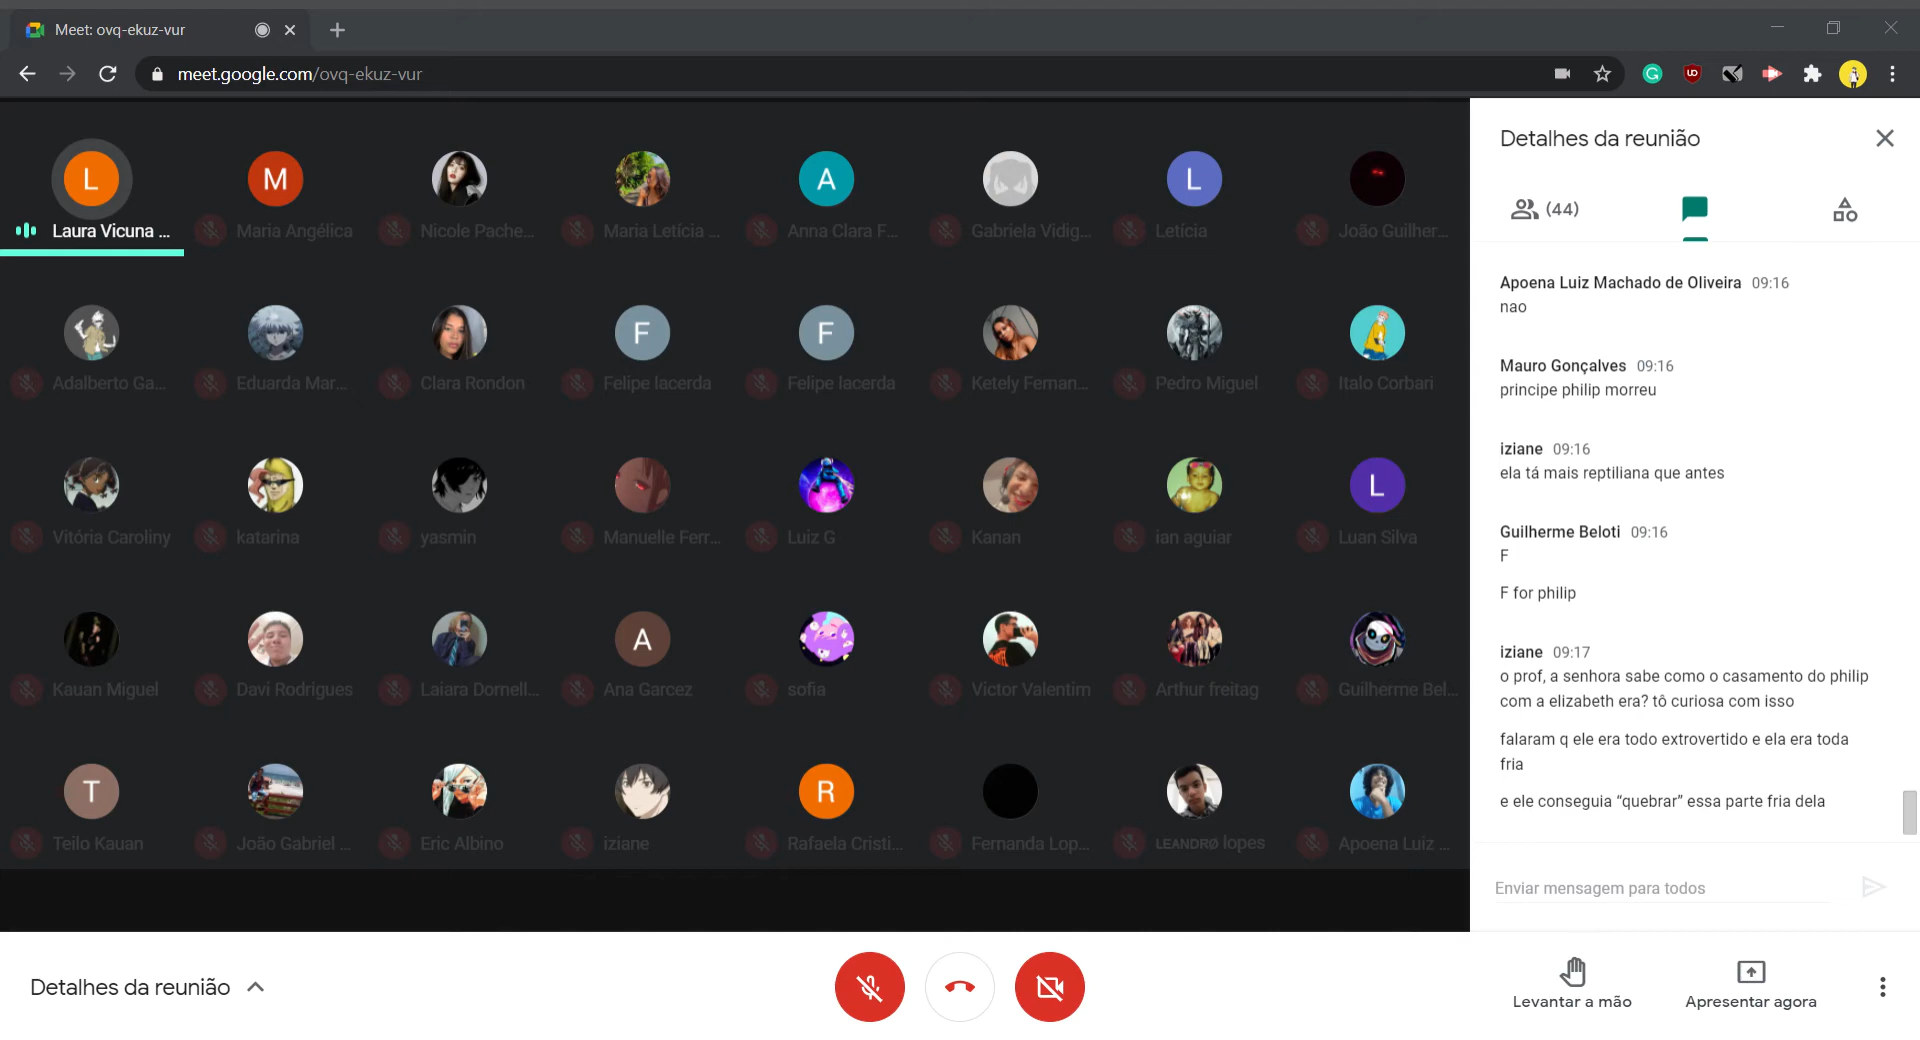 Meet: ovq-ekuz-vur
meet.google.com/ovq-ekuz-vur
L M A L
Laura Vicuna ... Maria Angélica Nicole Pache... Maria Letícia ... Anna Clara F... Gabriela Vidig... Letícia João Guilher...
F F
Adalberto Ga... Eduarda Mar... Clara Rondon Felipe lacerda Felipe lacerda Ketely Fernan... Pedro Miguel Italo Corbari
L
Vitória Caroliny katarina yasmin Manuelle Ferr... Luiz G Kanan ian aguiar Luan Silva
A
Kauan Miguel Davi Rodrigues Laiara Dornell... Ana Garcez sofia Victor Valentim Arthur freitag Guilherme Bel...
T R
Teilo Kauan João Gabriel ... Eric Albino iziane Rafaela Cristi... Fernanda Lop... ʟᴇᴀɴᴅʀØ lopes Apoena Luiz ...
Detalhes da reunião
(44)
Apoena Luiz Machado de Oliveira 09:16
nao
Mauro Gonçalves 09:16
principe philip morreu
iziane 09:16
ela tá mais reptiliana que antes
Guilherme Beloti 09:16
F
F for philip
iziane 09:17
o prof, a senhora sabe como o casamento do philip
com a elizabeth era? tô curiosa com isso
falaram q ele era todo extrovertido e ela era toda
fria
e ele conseguia “quebrar” essa parte fria dela
Enviar mensagem para todos
Detalhes da reunião
Levantar a mão
Apresentar agora